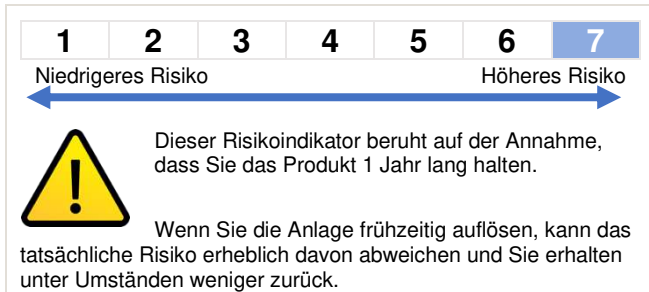 1 2 3 4 5 6 7
Niedrigeres Risiko Höheres Risiko
!
Dieser Risikoindikator beruht auf der Annahme,
dass Sie das Produkt 1 Jahr lang halten.
Wenn Sie die Anlage frühzeitig auflösen, kann das
tatsächliche Risiko erheblich davon abweichen und Sie erhalten
unter Umständen weniger zurück.